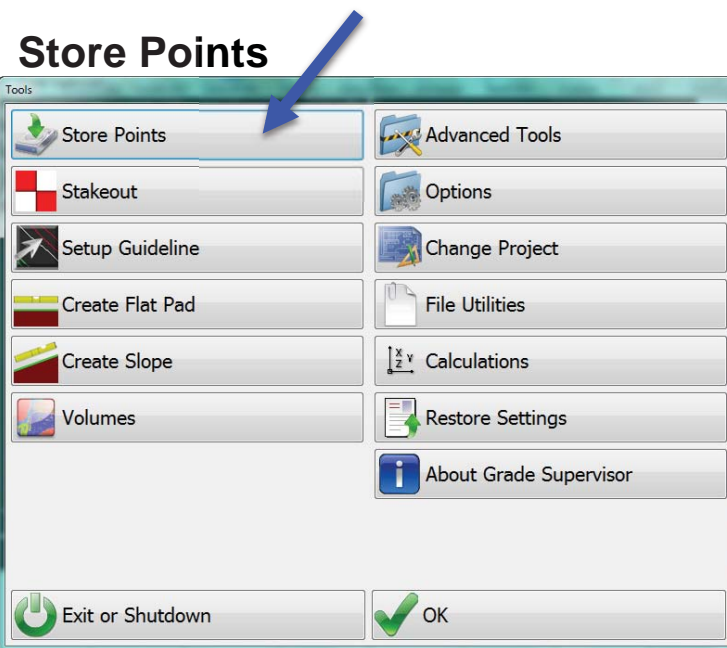 Store Points
Tools
Store Points
Stakeout
Setup Guideline
Create Flat Pad
Create Slope
Volumes
Advanced Tools
Options
Change Project
File Utilities
X
Z Y
Calculations
Restore Settings
i
About Grade Supervisor
Exit or Shutdown
OK